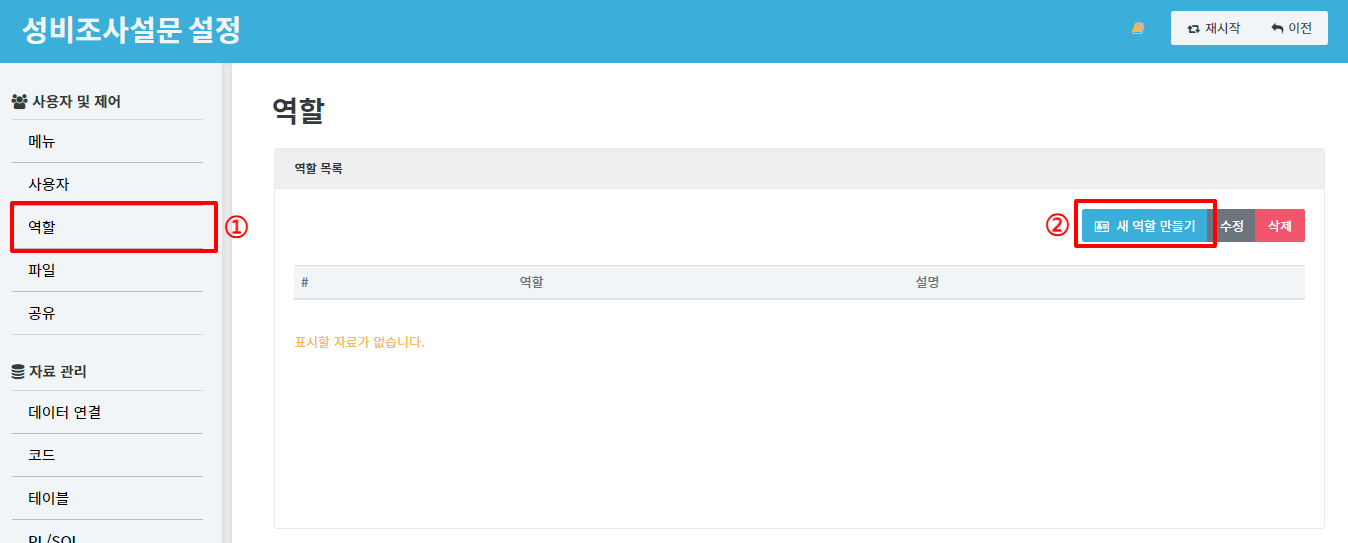 성비조사설문 설정
재시작 이전
사용자 및 제어
메뉴
사용자
역할 ①
파일
공유
자료 관리
데이터 연결
코드
테이블
PL/SQL
역할
역할 목록
② 새 역할 만들기 수정 삭제
# 역할 설명
표시할 자료가 없습니다.